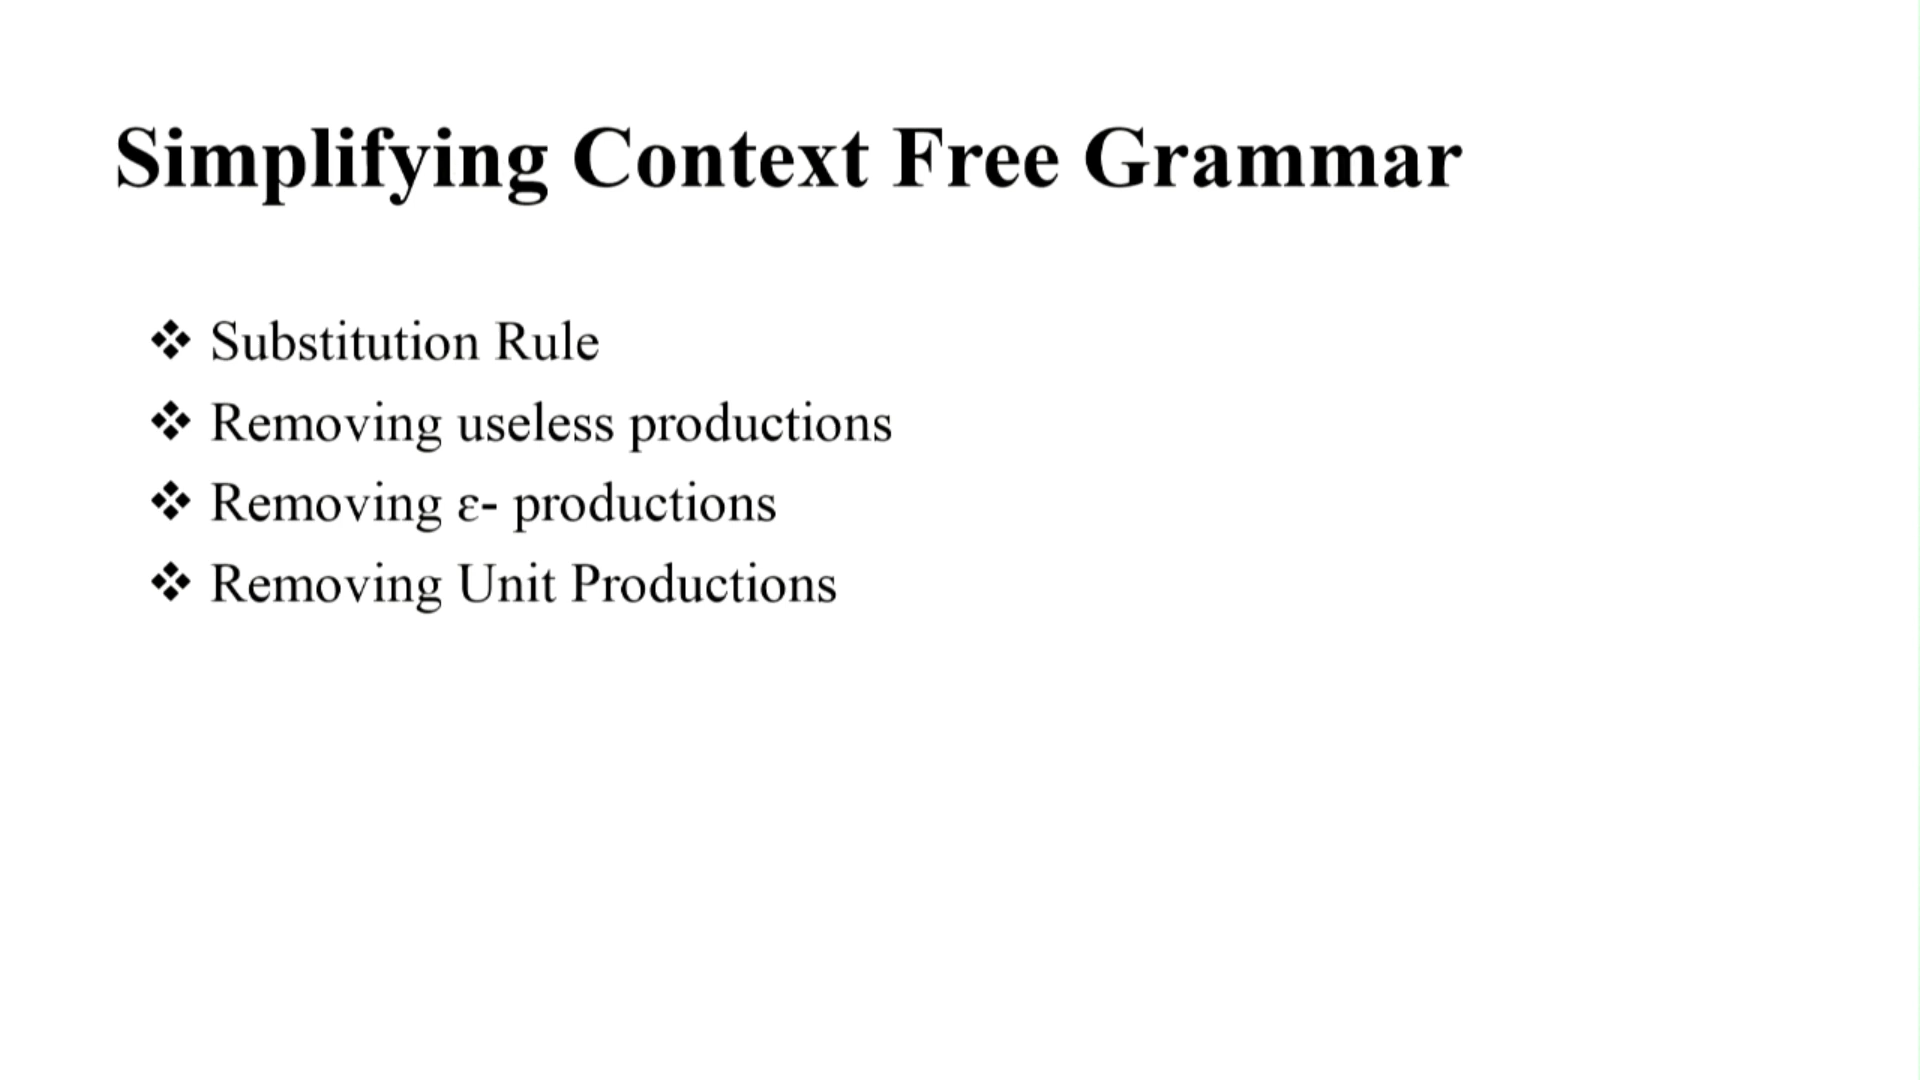 Simplifying Context Free Grammar
❖ Substitution Rule
❖ Removing useless productions
❖ Removing ε- productions
❖ Removing Unit Productions